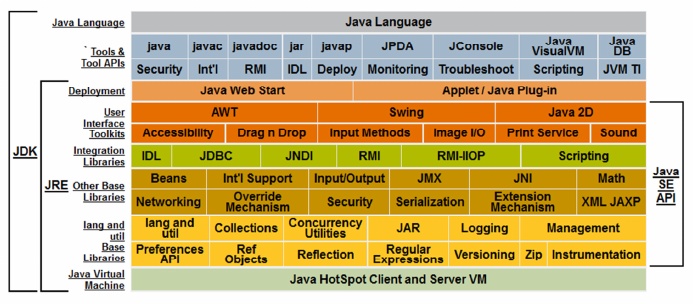 Java Language Java Language
Tools & Tool APIs java javac javadoc jar javap JPDA JConsole Java VisualVM Java DB
Security Int'l RMI IDL Deploy Monitoring Troubleshoot Scripting JVM TI
Deployment Java Web Start Applet / Java Plug-in
User Interface Toolkits AWT Swing Java 2D
Accessibility Drag n Drop Input Methods Image I/O Print Service Sound
Integration Libraries IDL JDBC JNDI RMI RMI-IIOP Scripting
JDK
JRE
Java SE API
Other Base Libraries Beans Int'l Support Input/Output JMX JNI Math
Networking Override Mechanism Security Serialization Extension Mechanism XML JAXP
lang and util Base Libraries lang and util Collections Concurrency Utilities JAR Logging Management
Preferences API Ref Objects Reflection Regular Expressions Versioning Zip Instrumentation
Java Virtual Machine Java HotSpot Client and Server VM